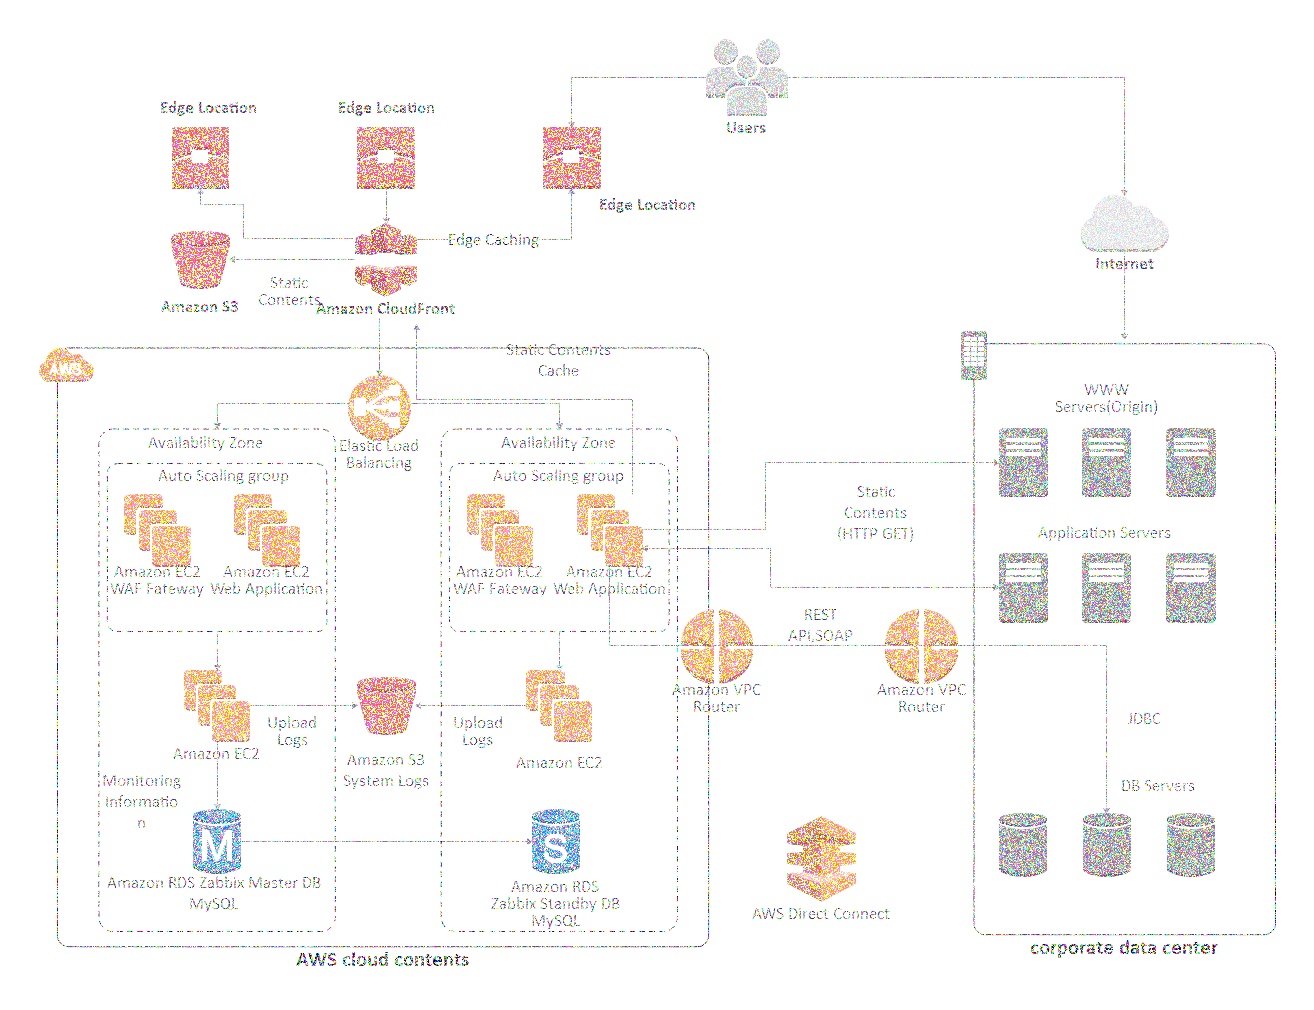 Users
Edge Location
Edge Location
Edge Location
Edge Caching
Internet
Static
Contents
Amazon S3
Amazon CloudFront
AWS
Static Contents
Cache
WWW
Servers(Origin)
Elastic Load
Balancing
Availability Zone
Availability Zone
Auto Scaling group
Auto Scaling group
Static
Contents
(HTTP GET)
Application Servers
Amazon EC2
WAF Fateway
Amazon EC2
Web Application
Amazon EC2
WAF Fateway
Amazon EC2
Web Application
REST
API,SOAP
Amazon VPC
Router
Amazon VPC
Router
Upload
Logs
Upload
Logs
JDBC
Amazon EC2
Amazon S3
System Logs
Amazon EC2
Monitoring
Informatio
n
DB Servers
M
S
Amazon RDS Zabbix Master DB
MySQL
Amazon RDS
Zabbix Standby DB
MySQL
AWS Direct Connect
AWS cloud contents
corporate data center